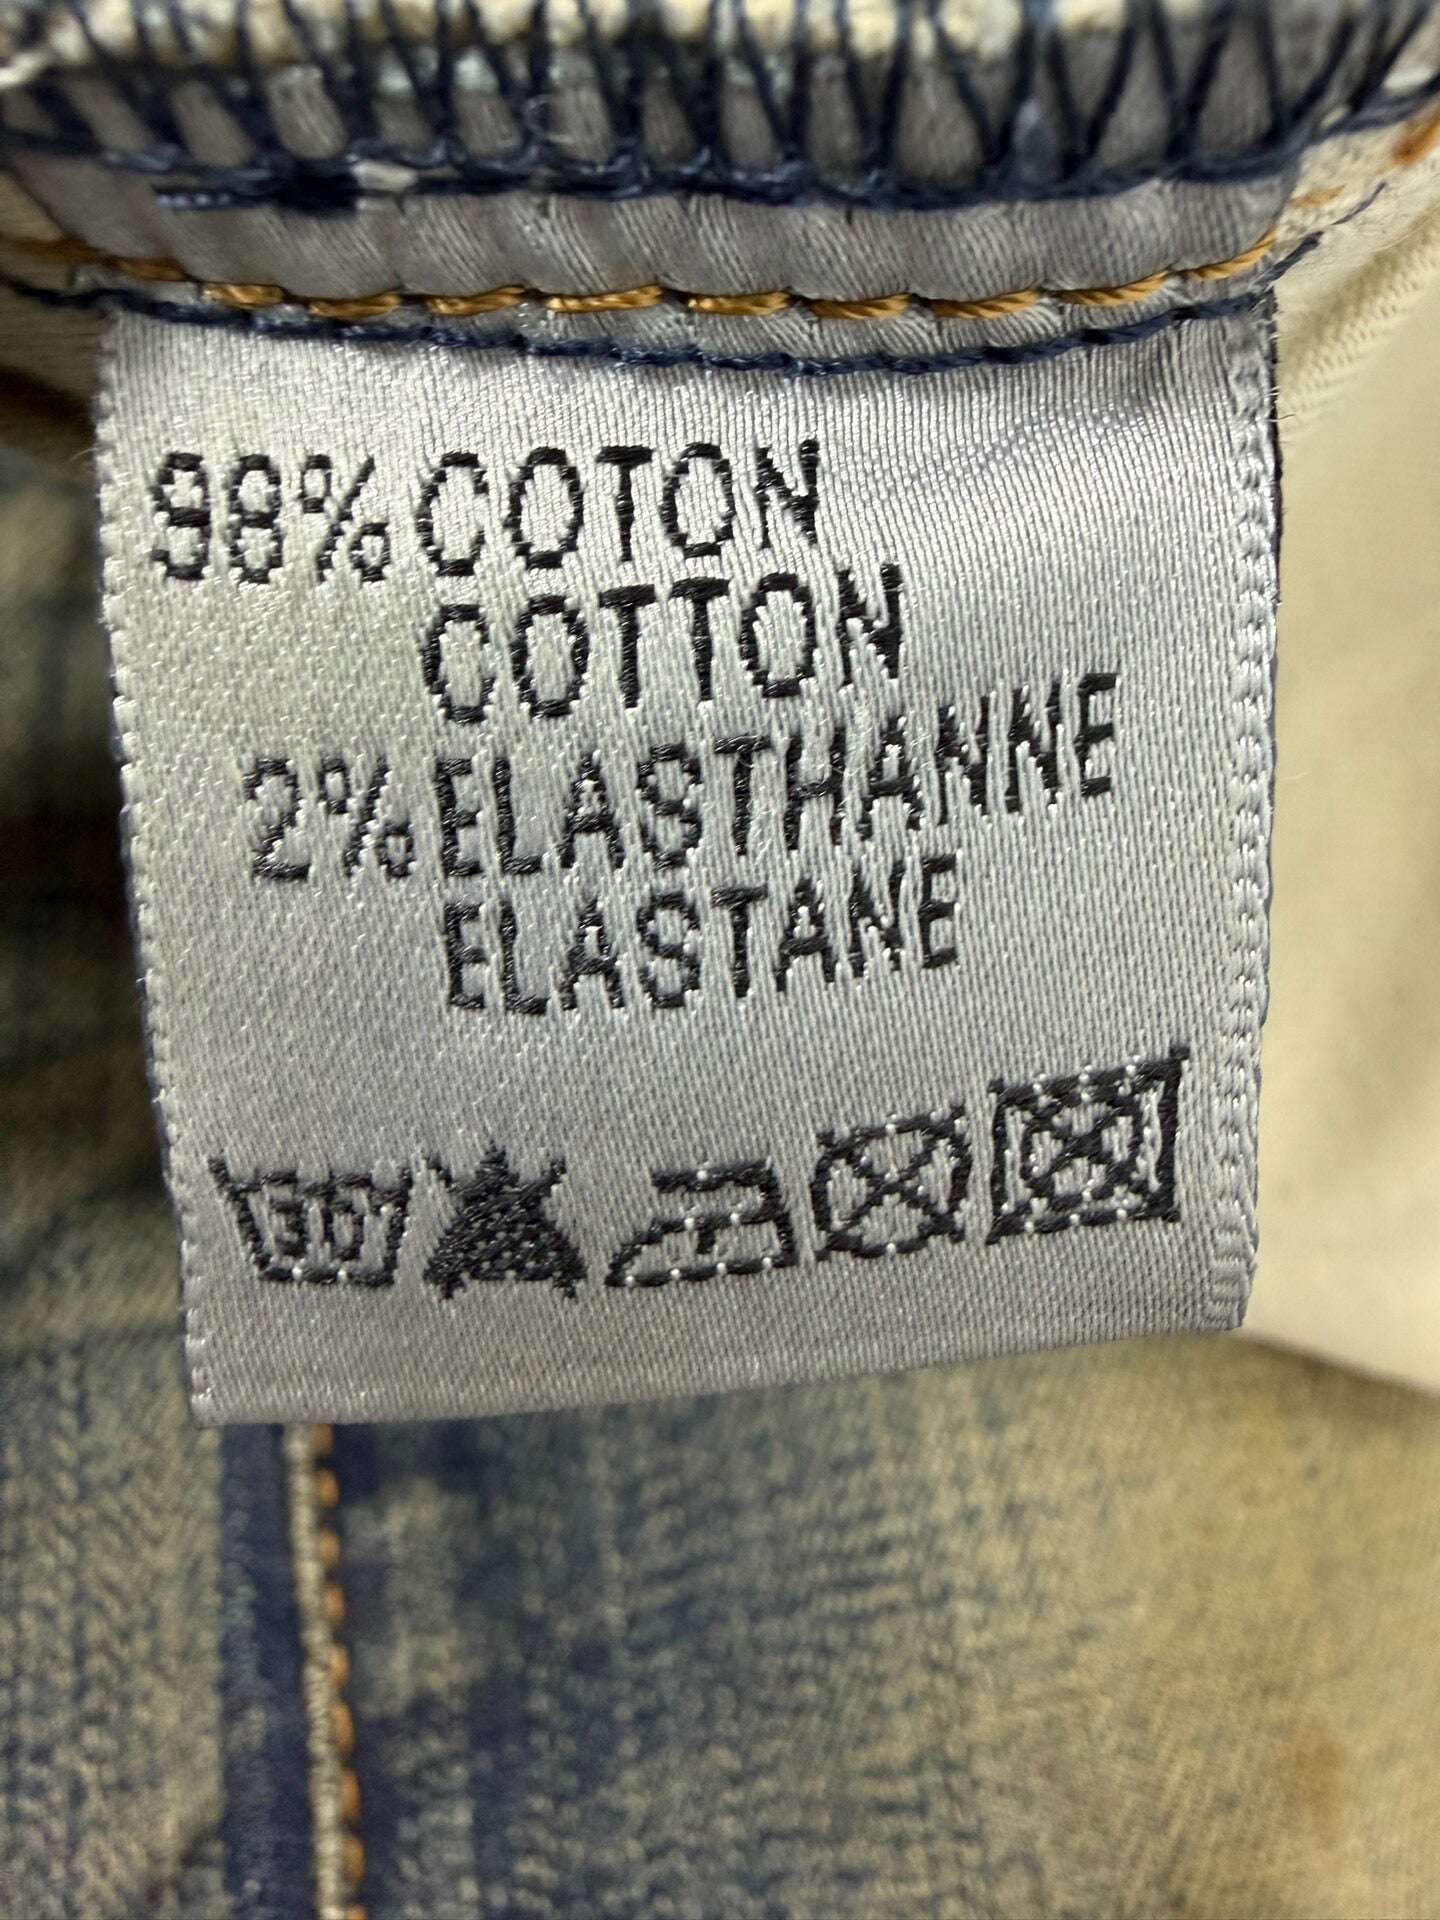 98% COTON
COTTON
2% ELASTHANNE
ELASTANE
30